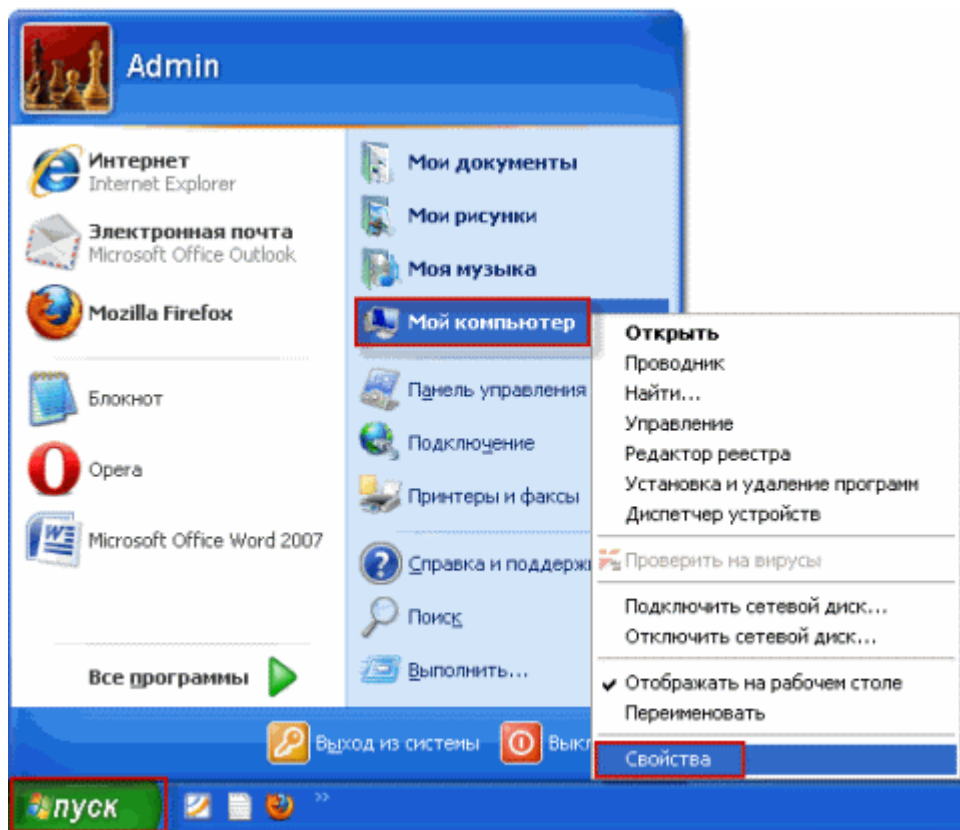 Admin
Интернет
Internet Explorer
Электронная почта
Microsoft Office Outlook
Mozilla Firefox
Блокнот
Opera
Microsoft Office Word 2007
Все программы
Мои документы
Мои рисунки
Моя музыка
Мой компьютер
Панель управления
Подключение
Принтеры и факсы
Справка и поддержк
Поиск
Выполнить...
Открыть
Проводник
Найти...
Управление
Редактор реестра
Установка и удаление программ
Диспетчер устройств
Проверить на вирусы
Подключить сетевой диск...
Отключить сетевой диск...
Отображать на рабочем столе
Переименовать
Свойства
Выход из системы
Выкл
пуск